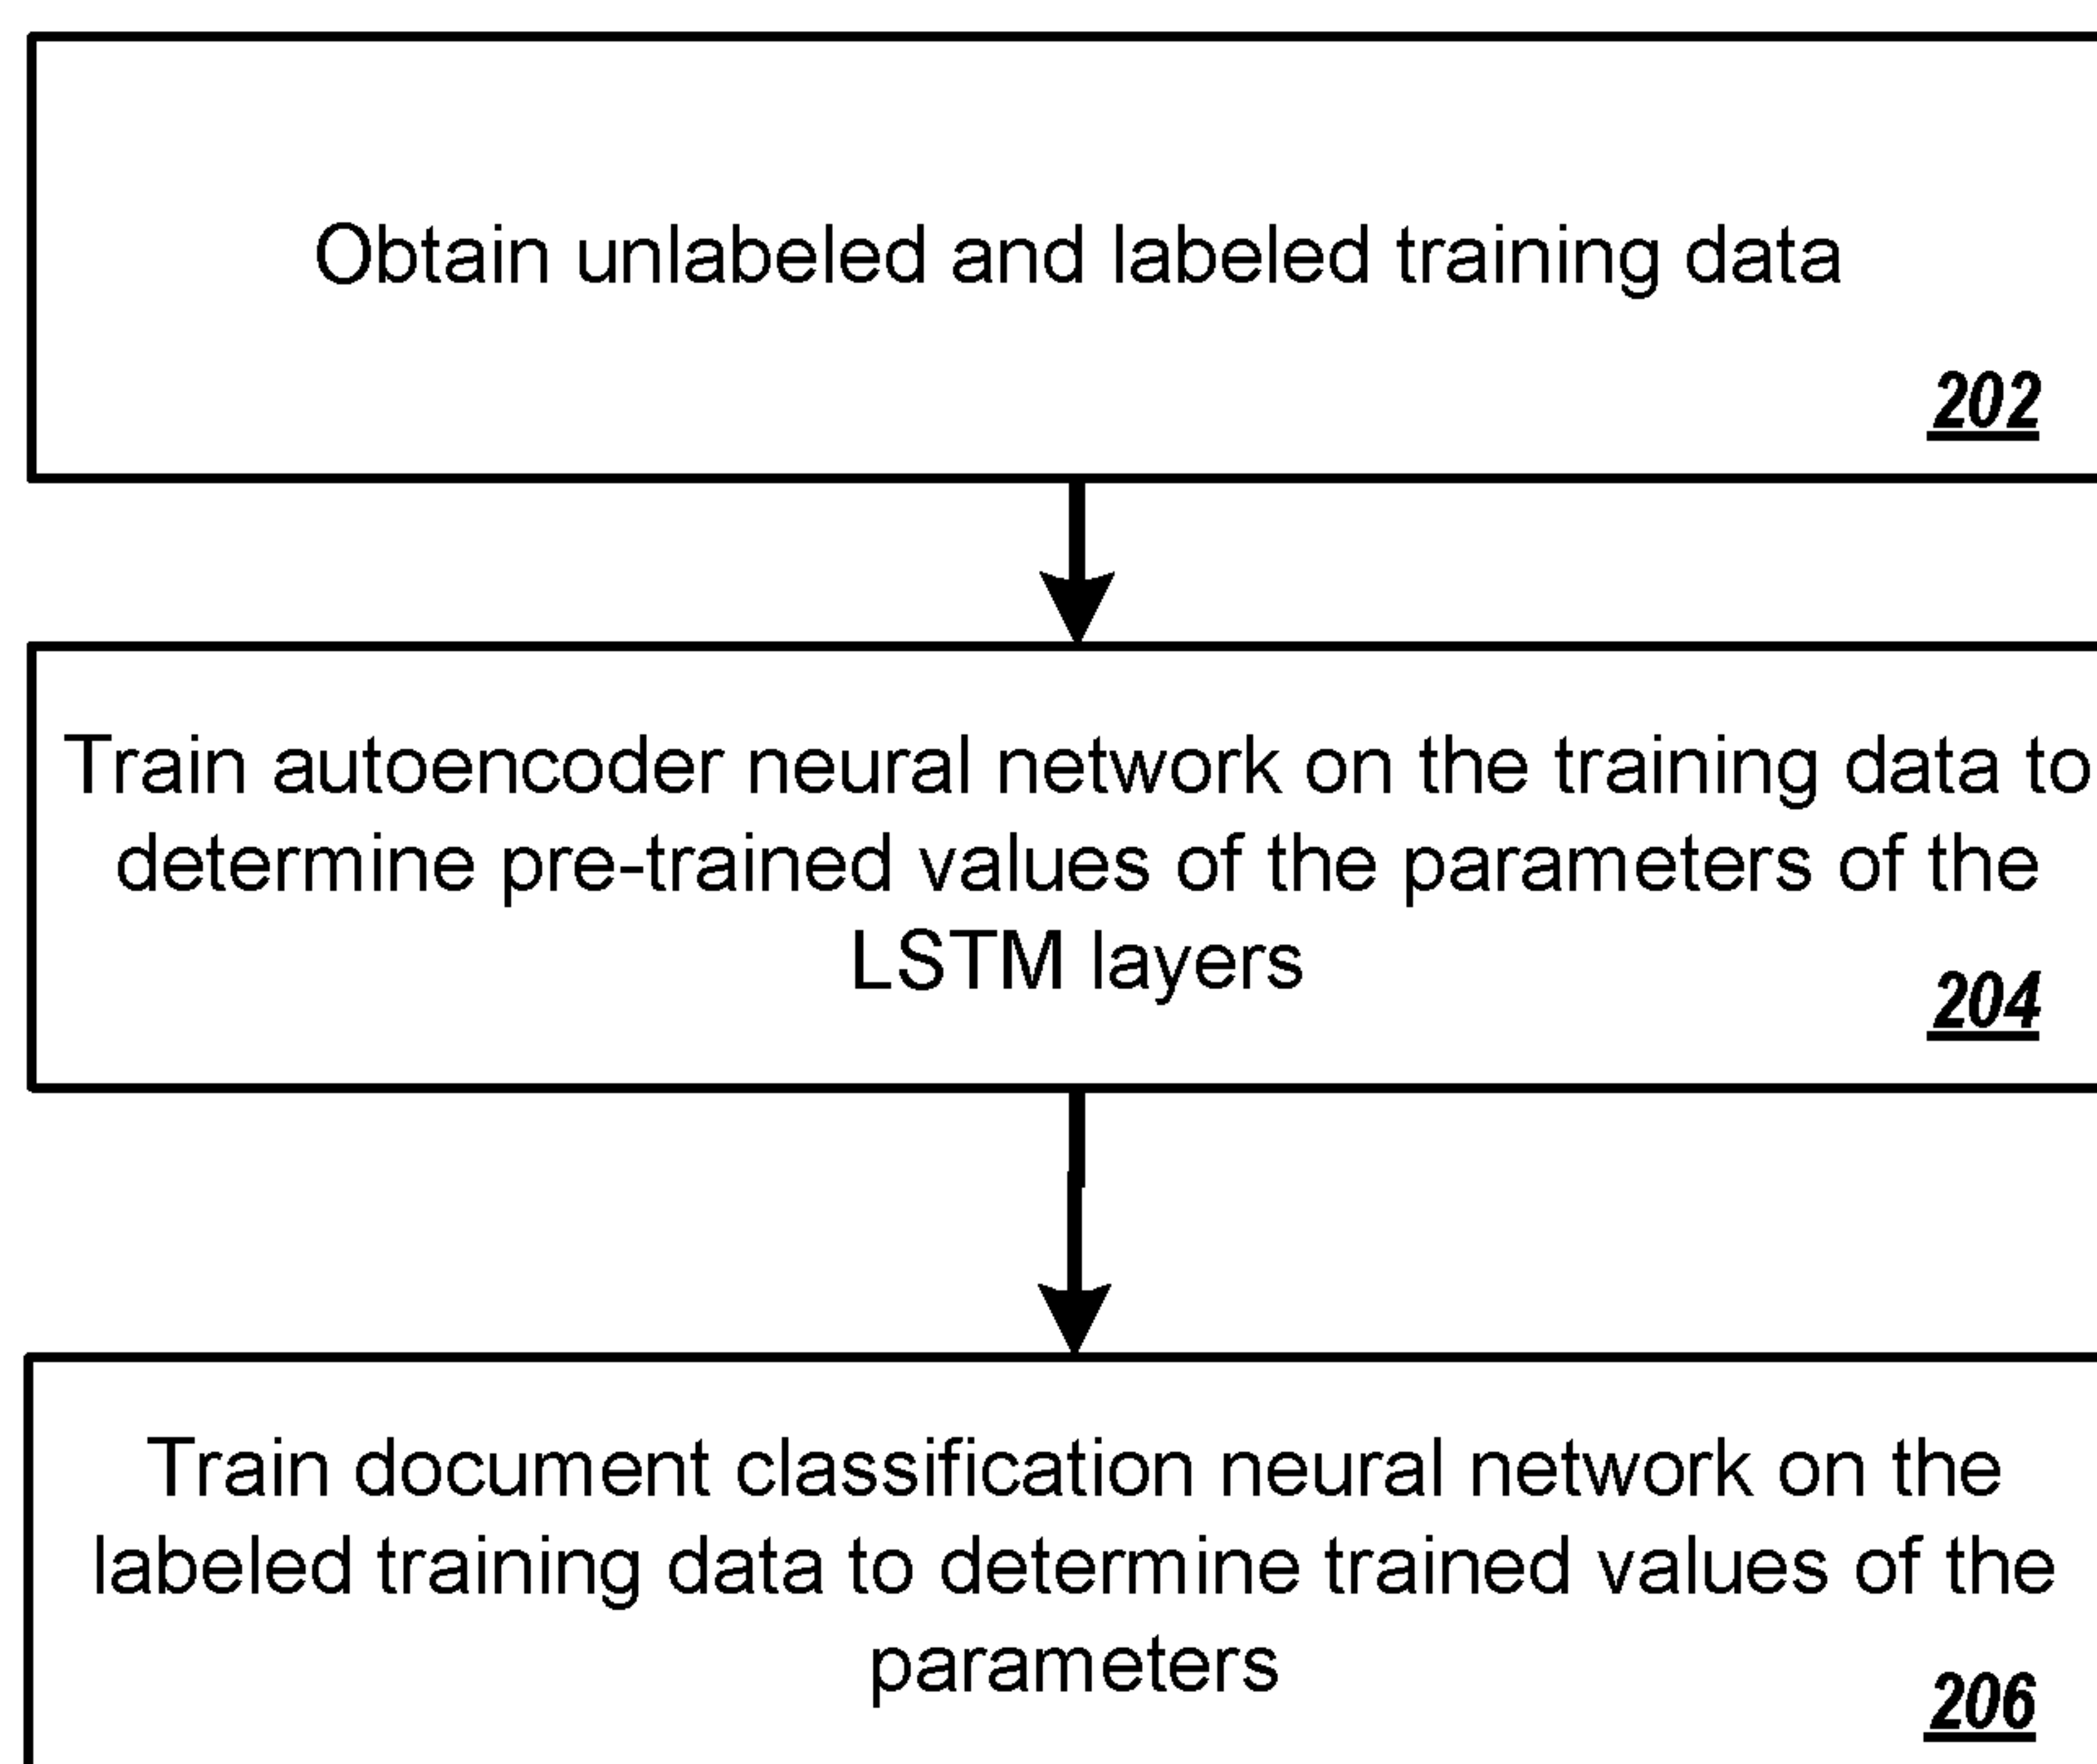 Obtain unlabeled and labeled training data
202
Train autoencoder neural network on the training data to
determine pre-trained values of the parameters of the
LSTM layers
204
Train document classification neural network on the
labeled training data to determine trained values of the
parameters
206